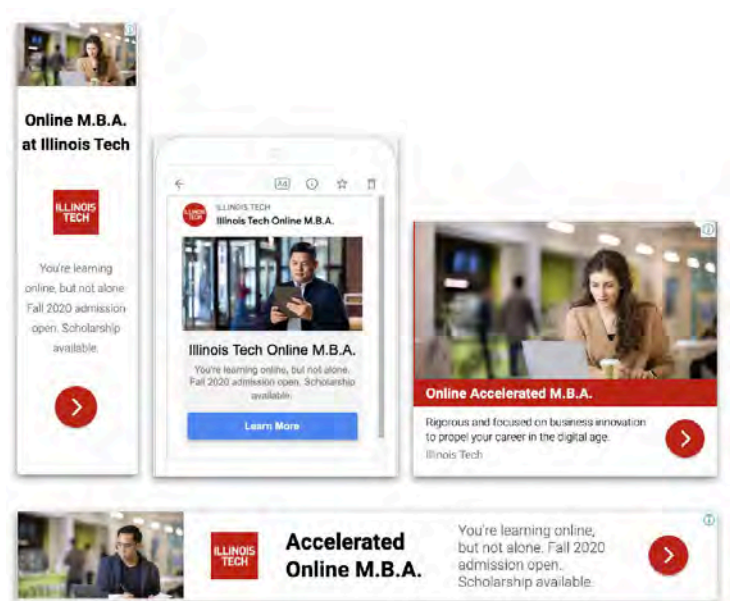 Online M.B.A.
at Illinois Tech
ILLINOIS
TECH
You're learning
online, but not alone
Fall 2020 admission
open. Scholarship
available.
Ad
ILLINOIS TECH
ILLINOIS TECH
Illinois Tech Online M.B.A.
Illinois Tech Online M.B.A.
You're learning online, but not alone.
Fall 2020 admission open. Scholarship
available.
Learn More
Online Accelerated M.B.A.
Rigorous and focused on business innovation
to propel your career in the digital age.
Illinois Tech
ILLINOIS
TECH
Accelerated
Online M.B.A.
You're learning online,
but not alone. Fall 2020
admission open.
Scholarship available.